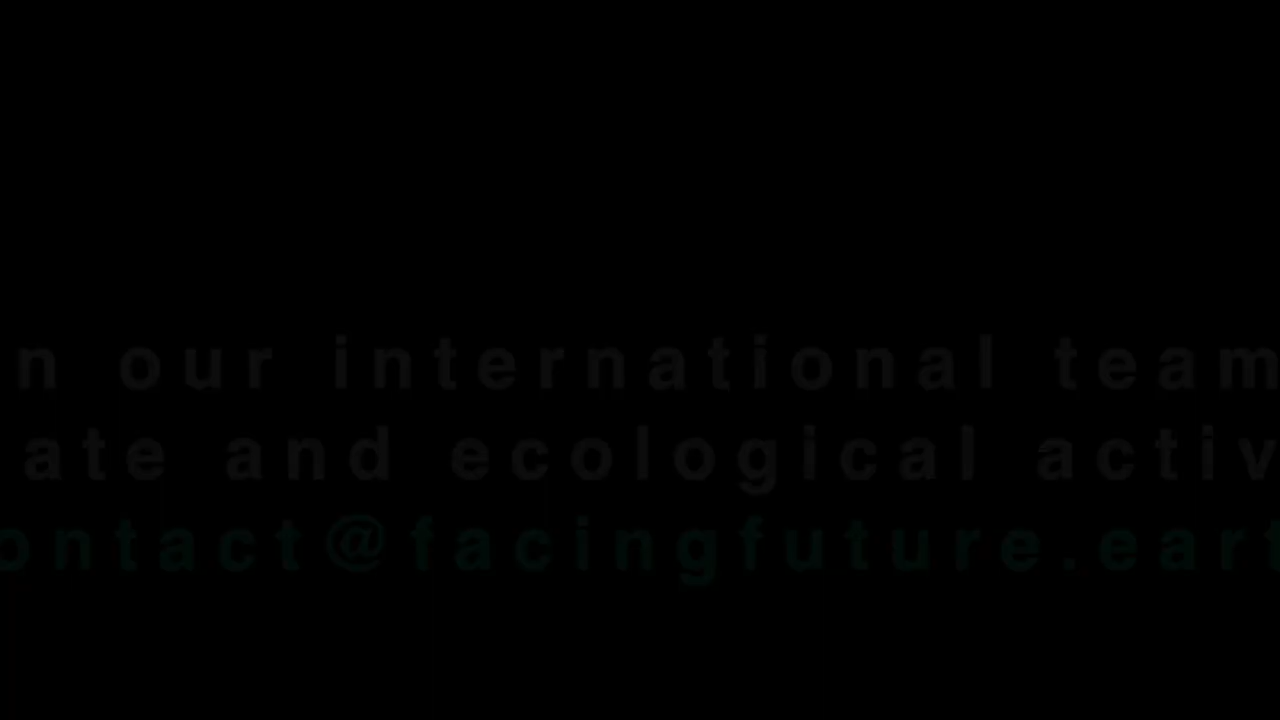 n our international team
ate and ecological activ
ontact@facingfuture.eart